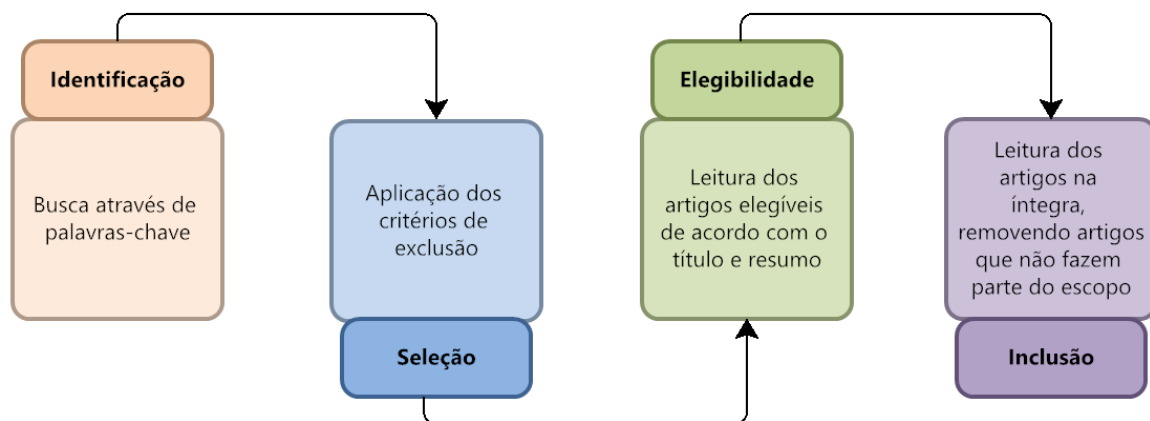 Identificação
Busca através de
palavras-chave
Aplicação dos
critérios de
exclusão
Seleção
Elegibilidade
Leitura dos
artigos elegíveis
de acordo com o
título e resumo
Leitura dos
artigos na
íntegra,
removendo artigos
que não fazem
parte do escopo
Inclusão